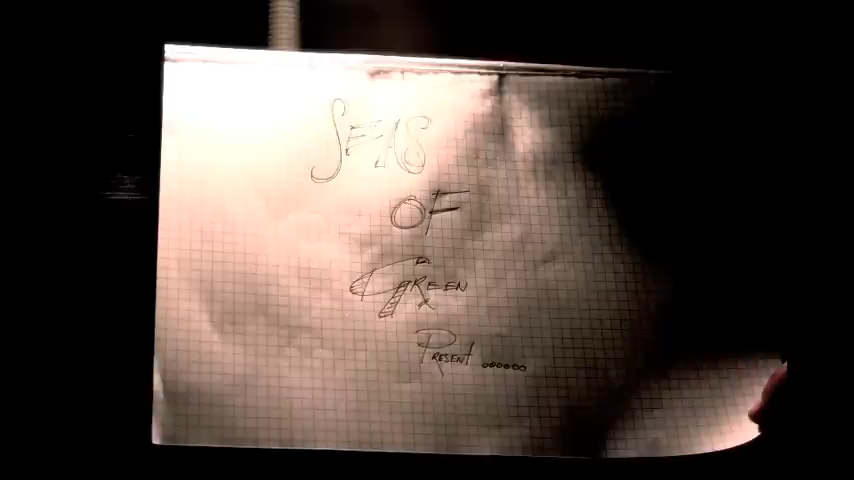 SEAS
OF
GREEN
PRESENT......